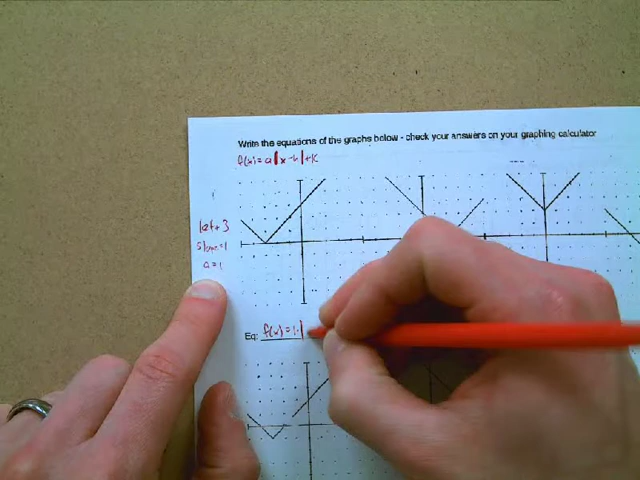 Write the equations of the graphs below - check your answers on your graphing calculator
f(x) = a|x-h|+k
left 3
slope=1
a=1
Eq: f(x)=1·|